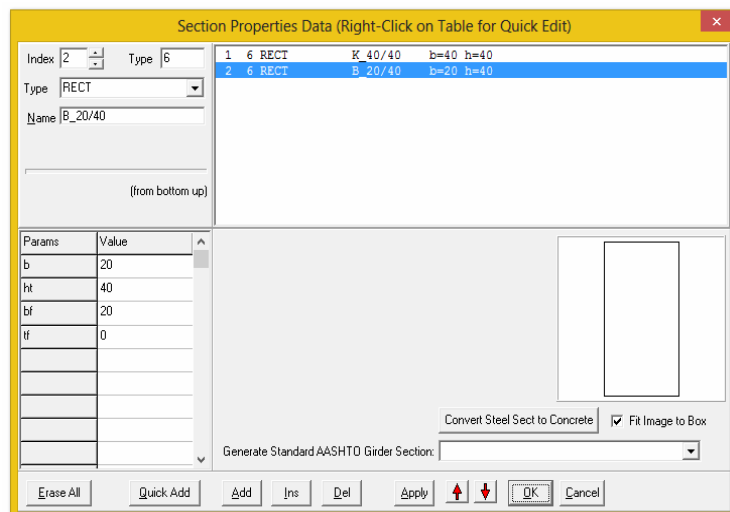 Section Properties Data (Right-Click on Table for Quick Edit)
Index 2 Type 6
Type RECT
Name B_20/40
(from bottom up)
1 6 RECT K_40/40 b=40 h=40
2 6 RECT B_20/40 b=20 h=40
Params Value
b 20
ht 40
bf 20
tf 0
Convert Steel Sect to Concrete Fit Image to Box
Generate Standard AASHTO Girder Section:
Erase All Quick Add Add Ins Del Apply OK Cancel